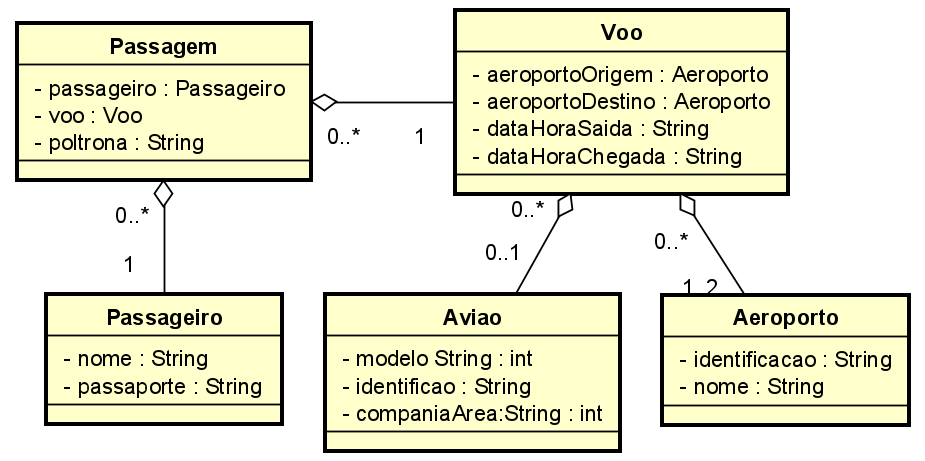 Passagem
- passageiro : Passageiro
- voo : Voo
- poltrona : String
Voo
- aeroportoOrigem : Aeroporto
- aeroportoDestino : Aeroporto
- dataHoraSaida : String
- dataHoraChegada : String
0..*
1
0..*
1
0..*
0..1
0..*
1..2
Passageiro
- nome : String
- passaporte : String
Aviao
- modelo String : int
- identificao : String
- companiaArea:String : int
Aeroporto
- identificacao : String
- nome : String